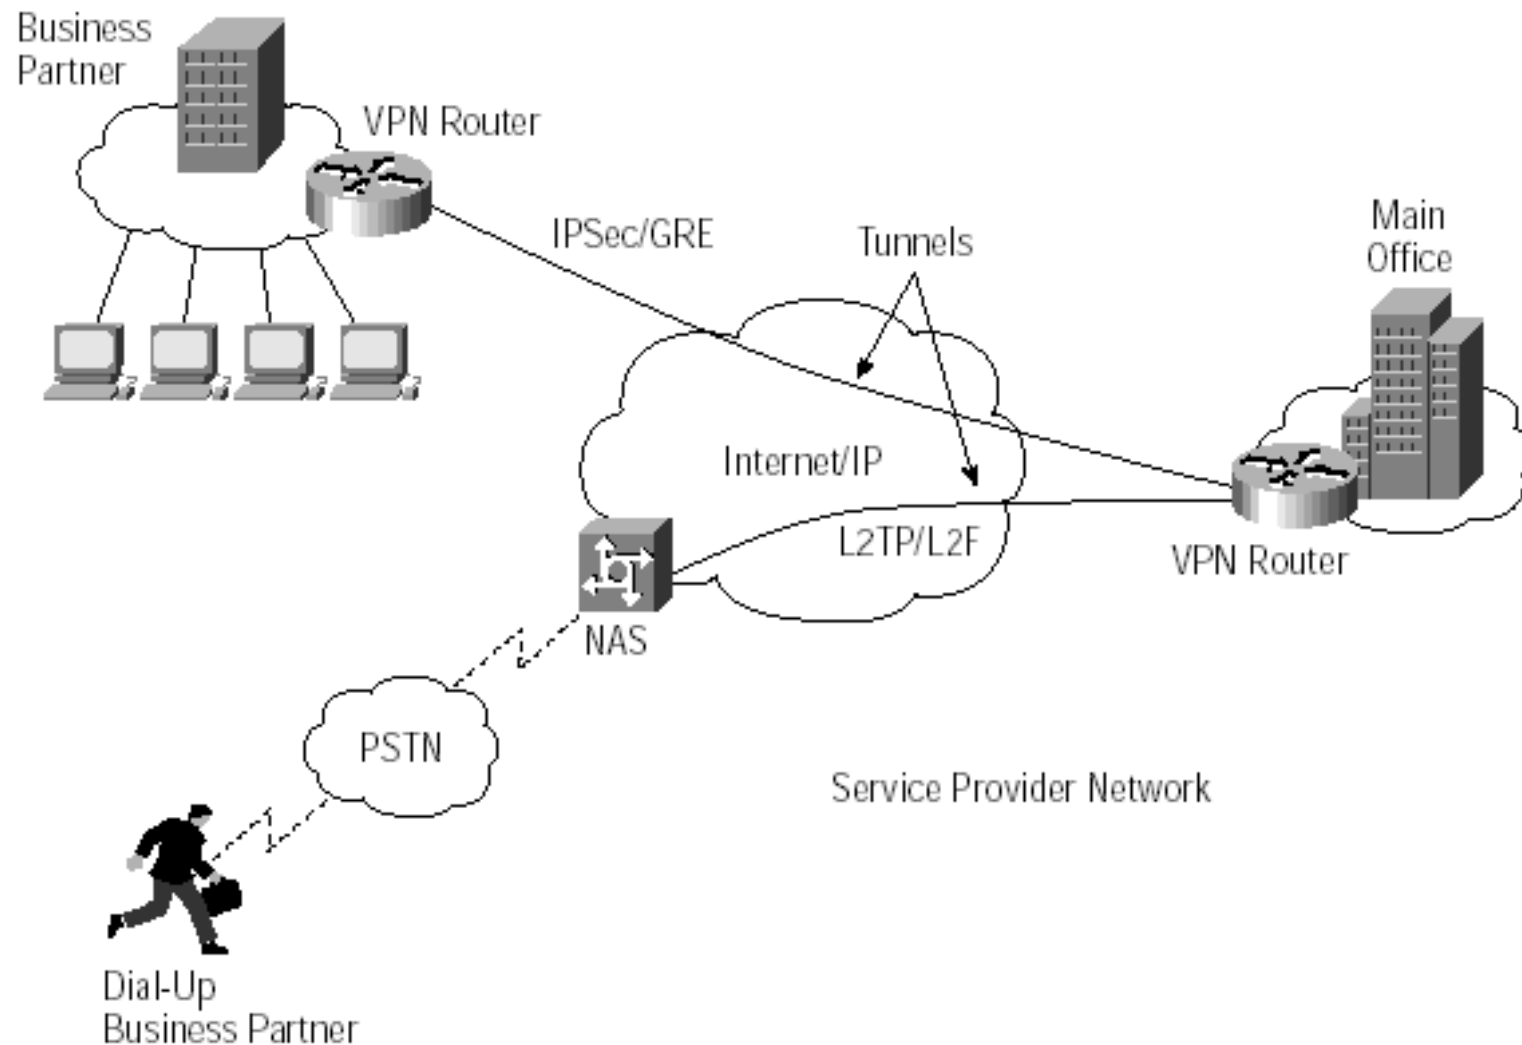 Business
Partner
VPN Router
IPSec/GRE
Tunnels
Main
Office
Internet/IP
L2TP/L2F
VPN Router
NAS
PSTN
Service Provider Network
Dial-Up
Business Partner